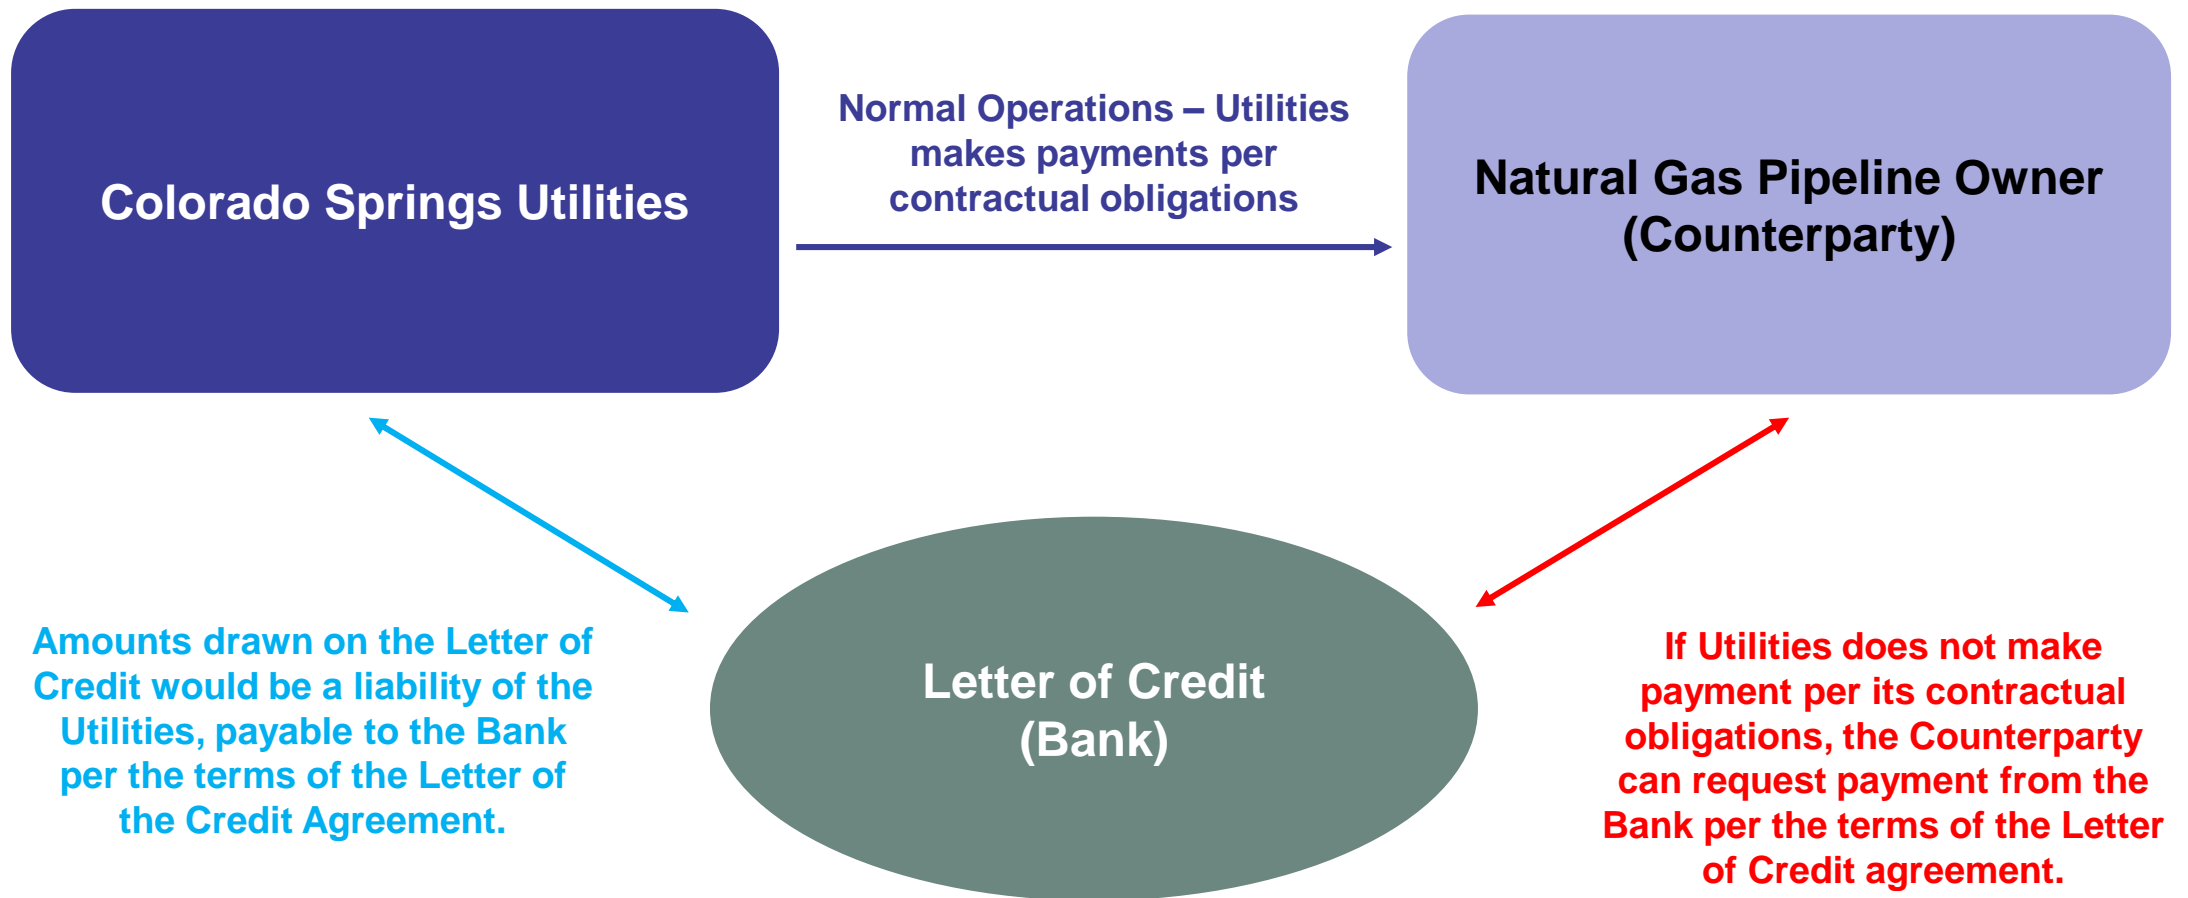 Colorado Springs Utilities
Normal Operations – Utilities
makes payments per
contractual obligations
Natural Gas Pipeline Owner
(Counterparty)
Amounts drawn on the Letter of
Credit would be a liability of the
Utilities, payable to the Bank
per the terms of the Letter of
the Credit Agreement.
Letter of Credit
(Bank)
If Utilities does not make
payment per its contractual
obligations, the Counterparty
can request payment from the
Bank per the terms of the Letter
of Credit agreement.